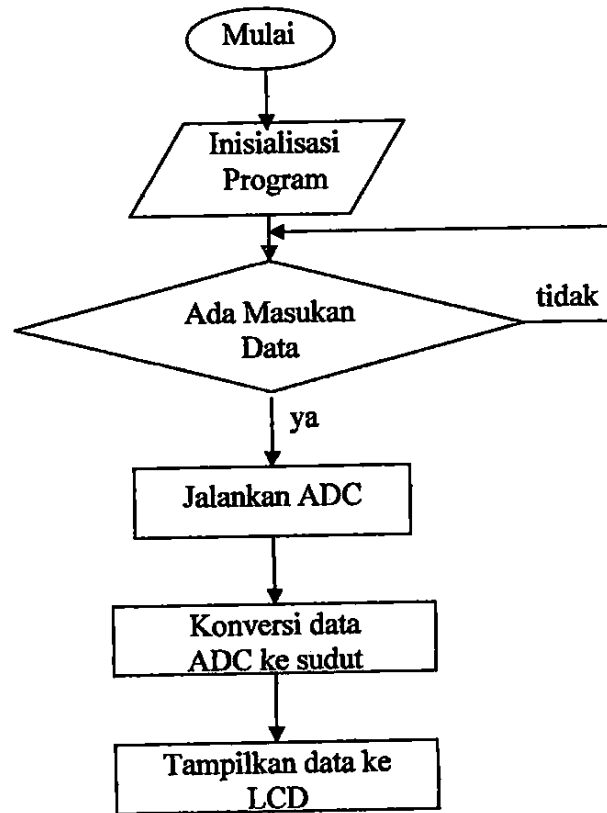 Mulai
Inisialisasi
Program
Ada Masukan
Data
tidak
ya
Jalankan ADC
Konversi data
ADC ke sudut
Tampilkan data ke
LCD